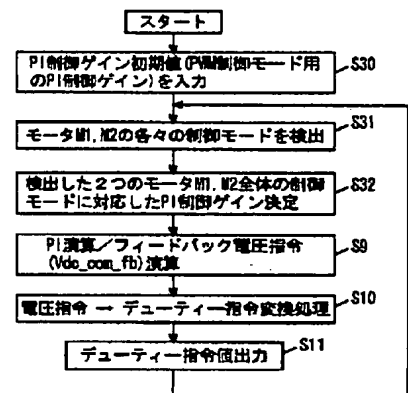 スタート
PI制御ゲイン初期値(PWM制御モード用
のPI制御ゲイン)を入力
S30
モータM1,M2の各々の制御モードを検出
S31
検出した2つのモータM1,M2全体の制御
モードに対応したPI制御ゲイン決定
S32
PI演算/フィードバック電圧指令
(Vdc_com_fb)演算
S9
電圧指令 → デューティー指令変換処理
S10
デューティー指令値出力
S11